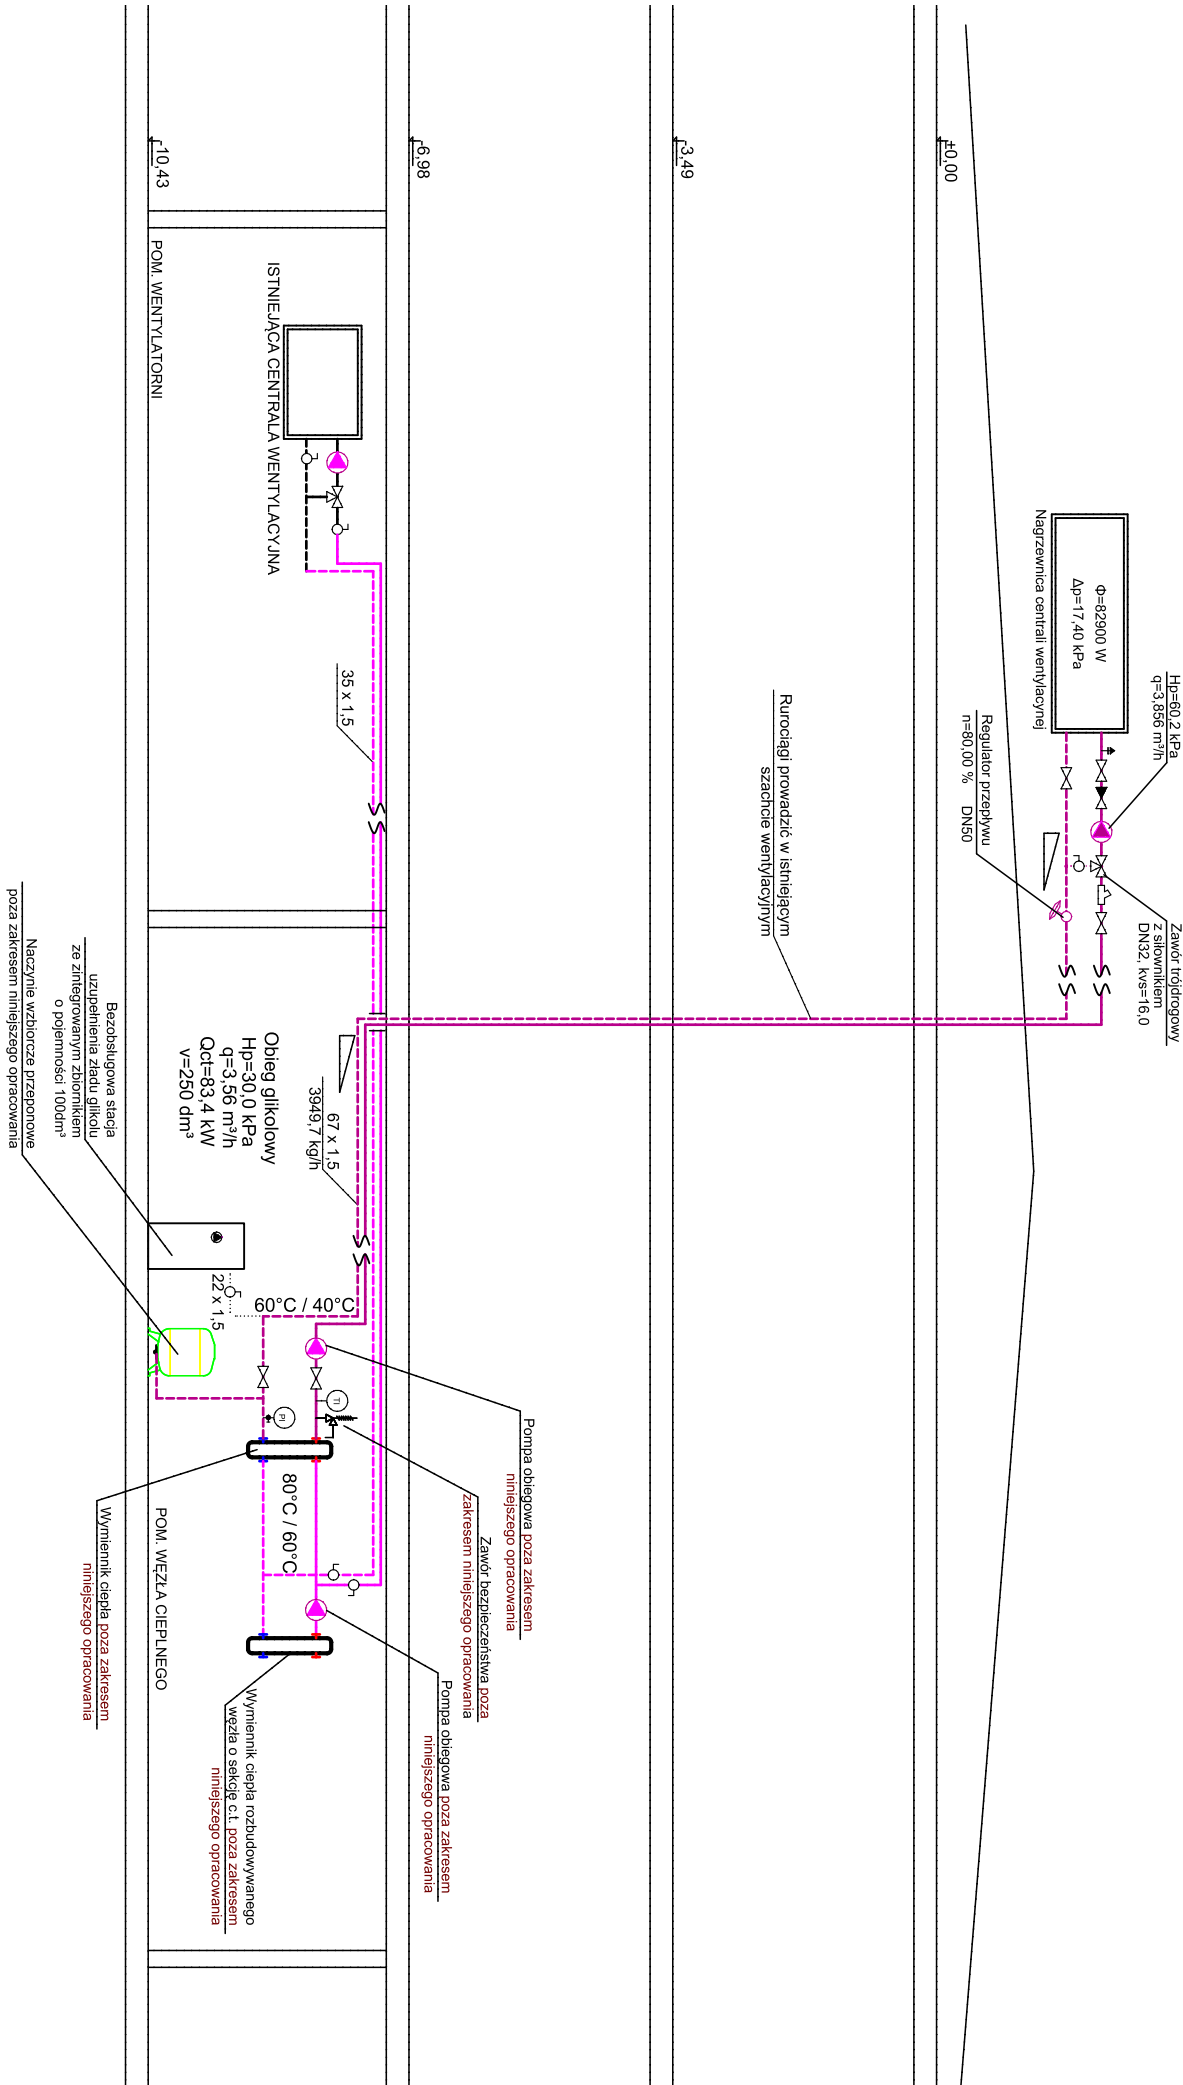 Hp=60,2 kPa
q=3,856 m³/h
Zawór trójdrogowy
z siłownikiem
DN32, kvs=16,0
Φ=82900 W
Δp=17,40 kPa
Nagrzewnica centrali wentylacynej
Regulator przepływu
n=80,00 % DN50
±0,00
Rurociągi prowadzić w istniejącym
szachcie wentylacyjnym
-3,49
-6,98
ISTNIEJĄCA CENTRALA WENTYLACYJNA
35 x 1,5
POM. WENTYLATORNI
-10,43
67 x 1,5
3949,7 kg/h
Obieg glikolowy
Hp=30,0 kPa
q=3,56 m³/h
Qct=83,4 kW
v=250 dm³
22 x 1,5
60°C / 40°C
TI
PI
80°C / 60°C
POM. WĘZŁA CIEPLNEGO
Pompa obiegowa poza zakresem
niniejszego opracowania
Zawór bezpieczeństwa poza
zakresem niniejszego opracowania
Pompa obiegowa poza zakresem
niniejszego opracowania
Wymiennik ciepła rozbudowywanego
węzła o sekcję c.t. poza zakresem
niniejszego opracowania
Wymiennik ciepła poza zakresem
niniejszego opracowania
Bezobsługowa stacja
uzupełnienia zładu glikolu
ze zintegrowanym zbiornikiem
o pojemności 100dm³
Naczynie wzbiorcze przeponowe
poza zakresem niniejszego opracowania